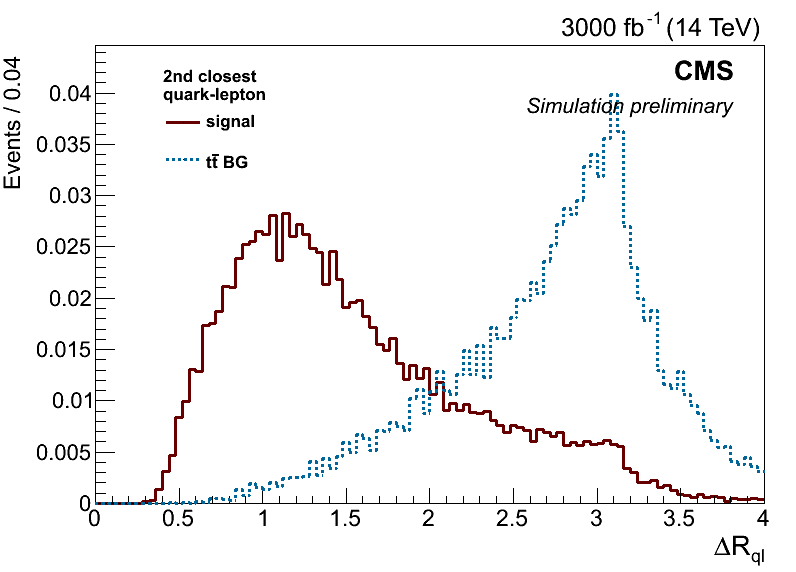 3000 fb⁻¹ (14 TeV)
Events / 0.04
CMS
Simulation preliminary
2nd closest
quark-lepton
signal
tt̄ BG
0.04
0.035
0.03
0.025
0.02
0.015
0.01
0.005
0
0 0.5 1 1.5 2 2.5 3 3.5 4
ΔR_ql